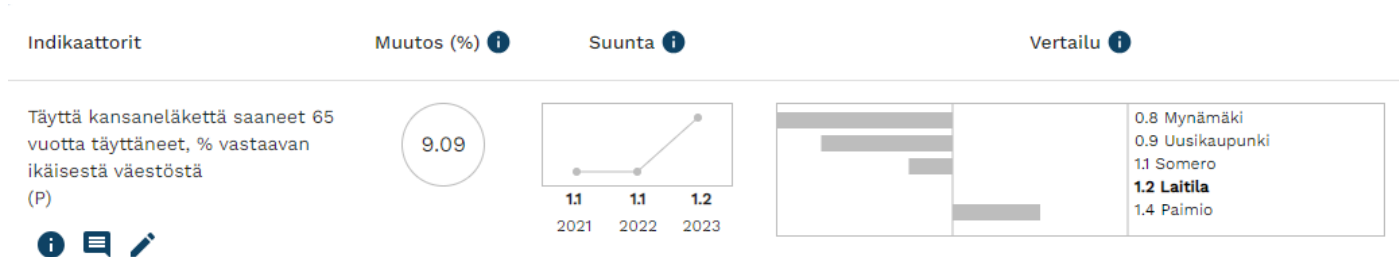 Indikaattorit
Muutos (%)
Suunta
Vertailu
Täyttä kansaneläkettä saaneet 65
vuotta täyttäneet, % vastaavan
ikäisestä väestöstä
(P)
9.09
1.1 1.1 1.2
2021 2022 2023
0.8 Mynämäki
0.9 Uusikaupunki
1.1 Somero
1.2 Laitila
1.4 Paimio